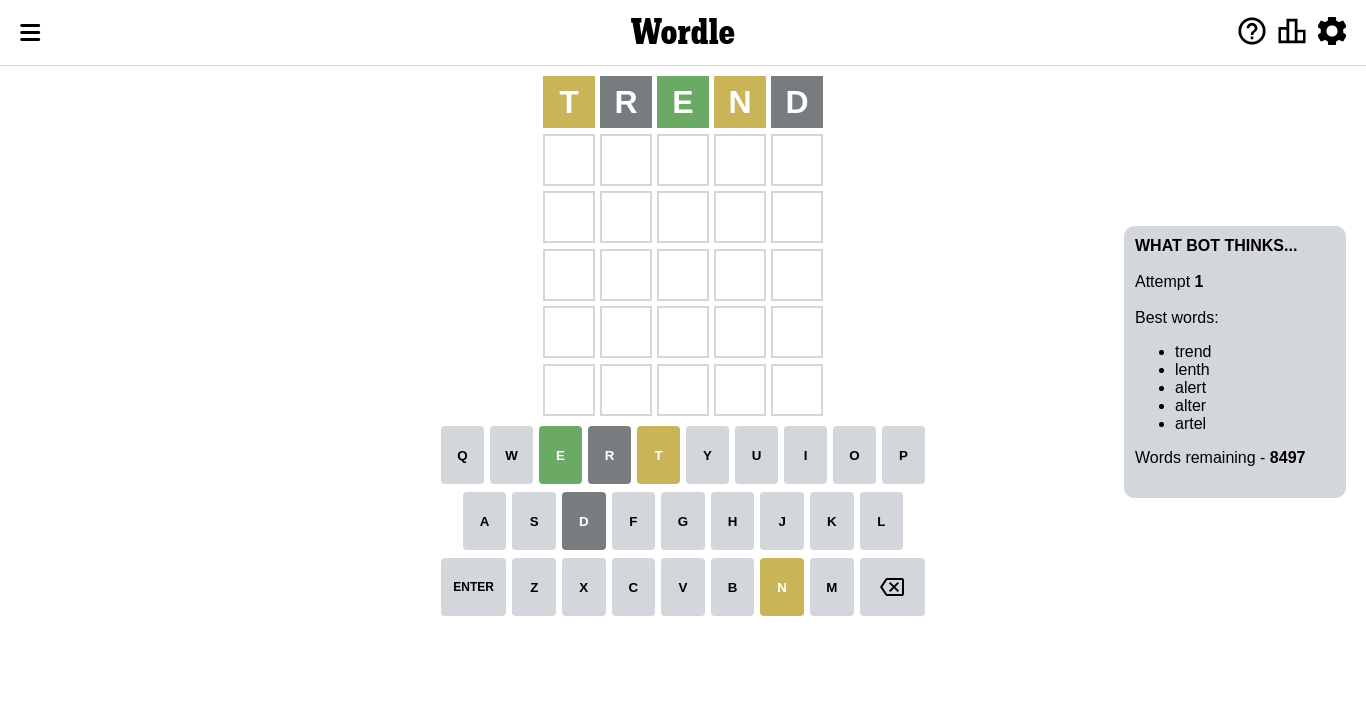 Wordle
T R E N D
WHAT BOT THINKS...
Attempt 1
Best words:
trend
lenth
alert
alter
artel
Words remaining - 8497
Q W E R T Y U I O P
A S D F G H J K L
ENTER Z X C V B N M